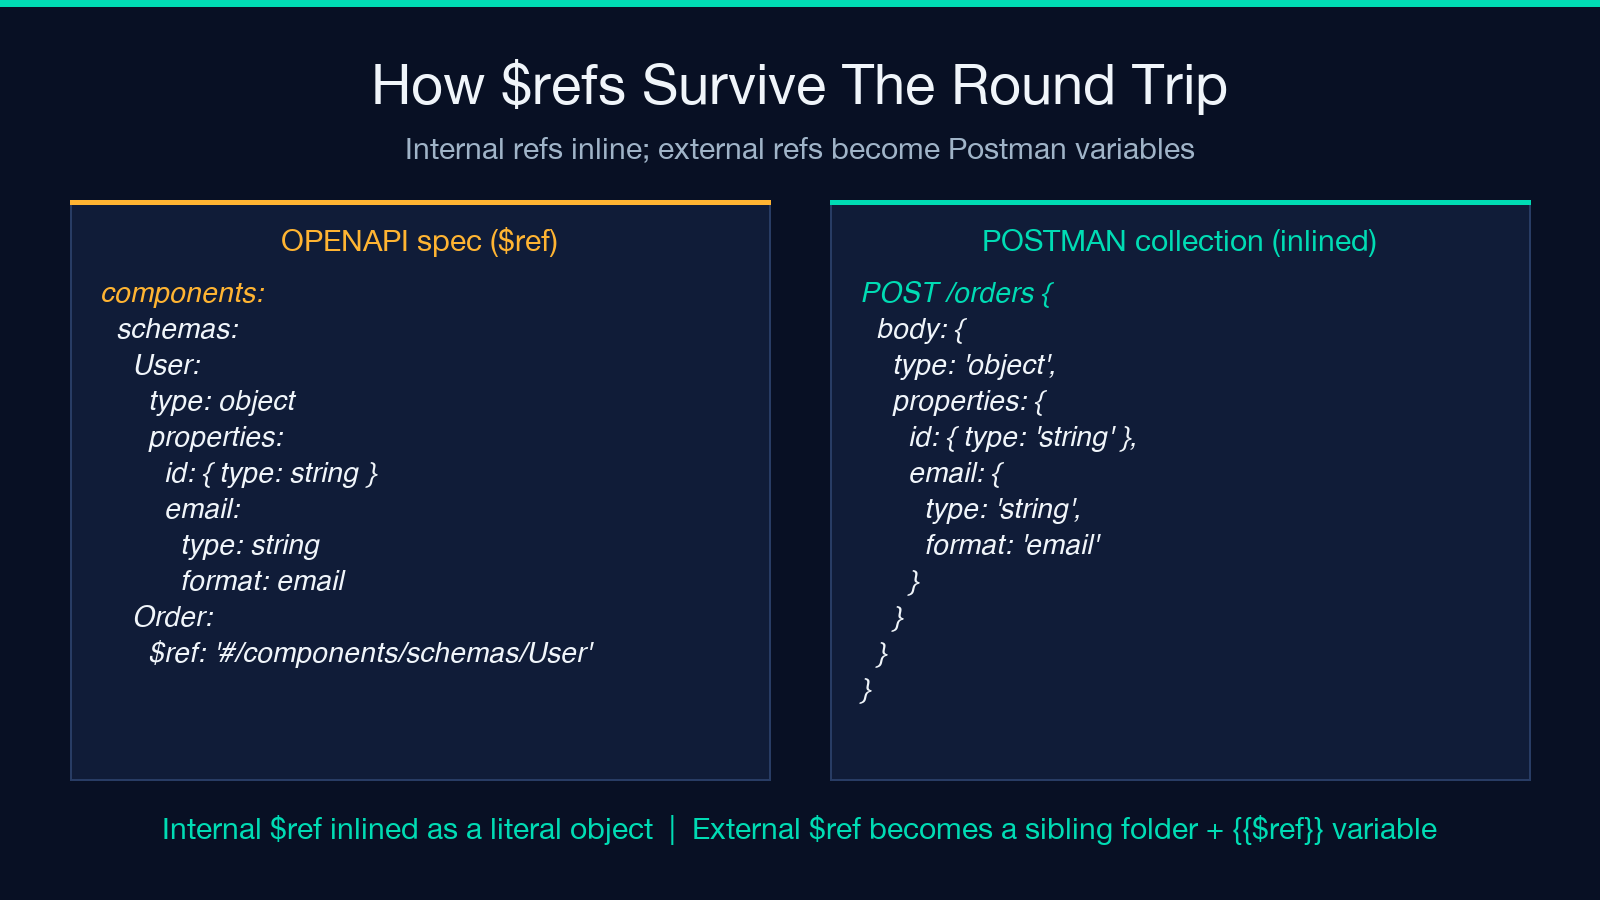 How $refs Survive The Round Trip
Internal refs inline; external refs become Postman variables
OPENAPI spec ($ref)
components:
schemas:
User:
type: object
properties:
id: { type: string }
email:
type: string
format: email
Order:
$ref: '#/components/schemas/User'
POSTMAN collection (inlined)
POST /orders {
body: {
type: 'object',
properties: {
id: { type: 'string' },
email: {
type: 'string',
format: 'email'
}
}
}
}
Internal $ref inlined as a literal object | External $ref becomes a sibling folder + {{$ref}} variable